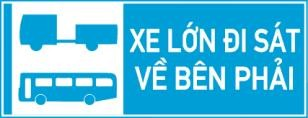 XE LỚN ĐI SÁT
VỀ BÊN PHẢI